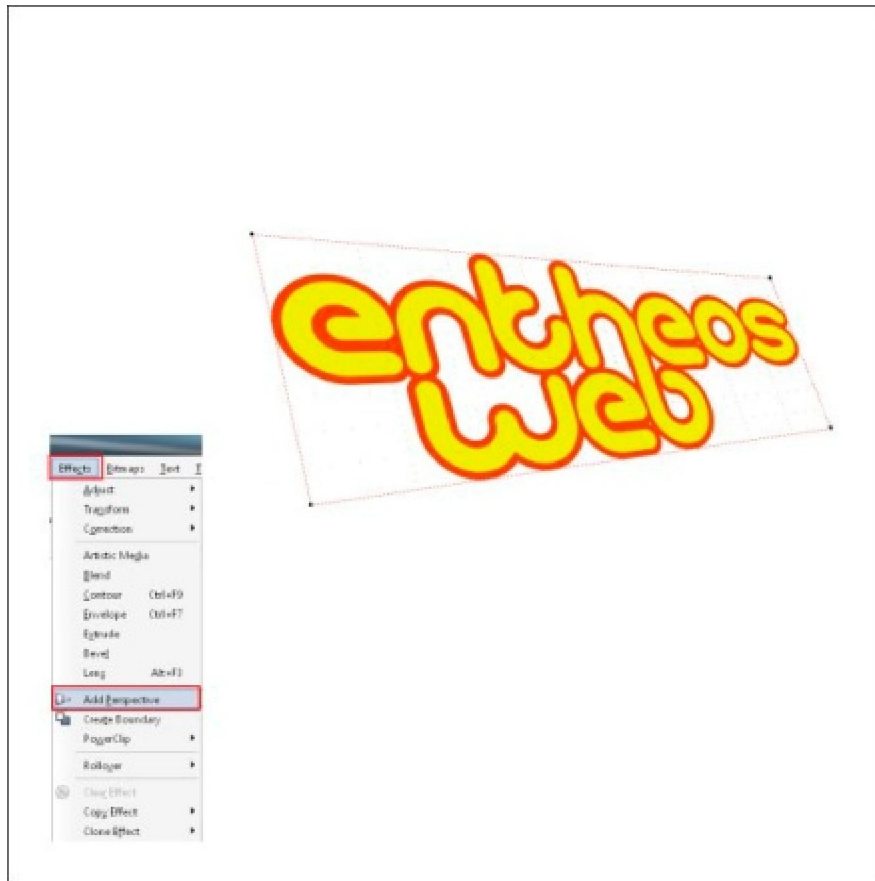 entheos
web
Effects Bitmaps Text
Adjust
Transform
Correction
Artistic Media
Blend
Contour Ctrl+F9
Envelope Ctrl+F7
Extrude
Bevel
Lens Alt+F3
Add Perspective
Create Boundary
PowerClip
Rollover
Clear Effect
Copy Effect
Clone Effect